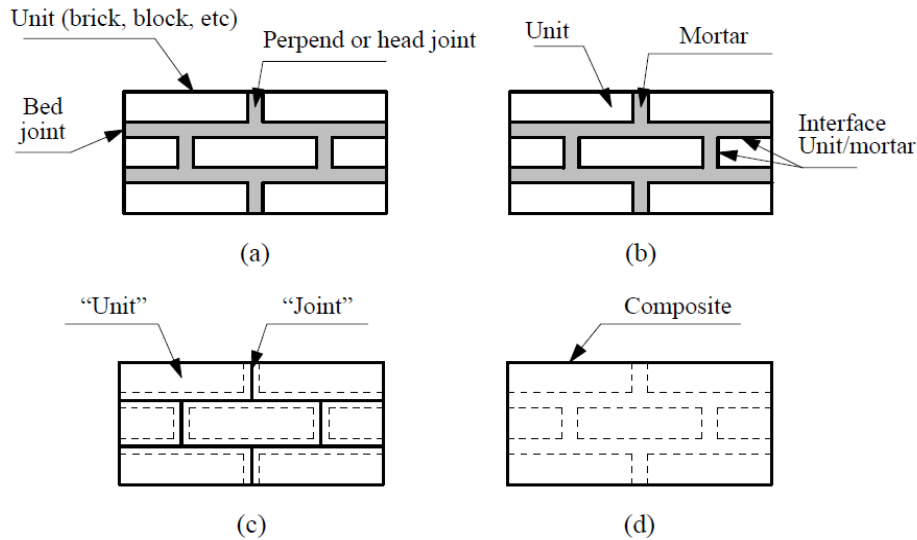 Unit (brick, block, etc)
Perpend or head joint
Bed
joint
(a)
Unit
Mortar
Interface
Unit/mortar
(b)
“Unit”
“Joint”
(c)
Composite
(d)